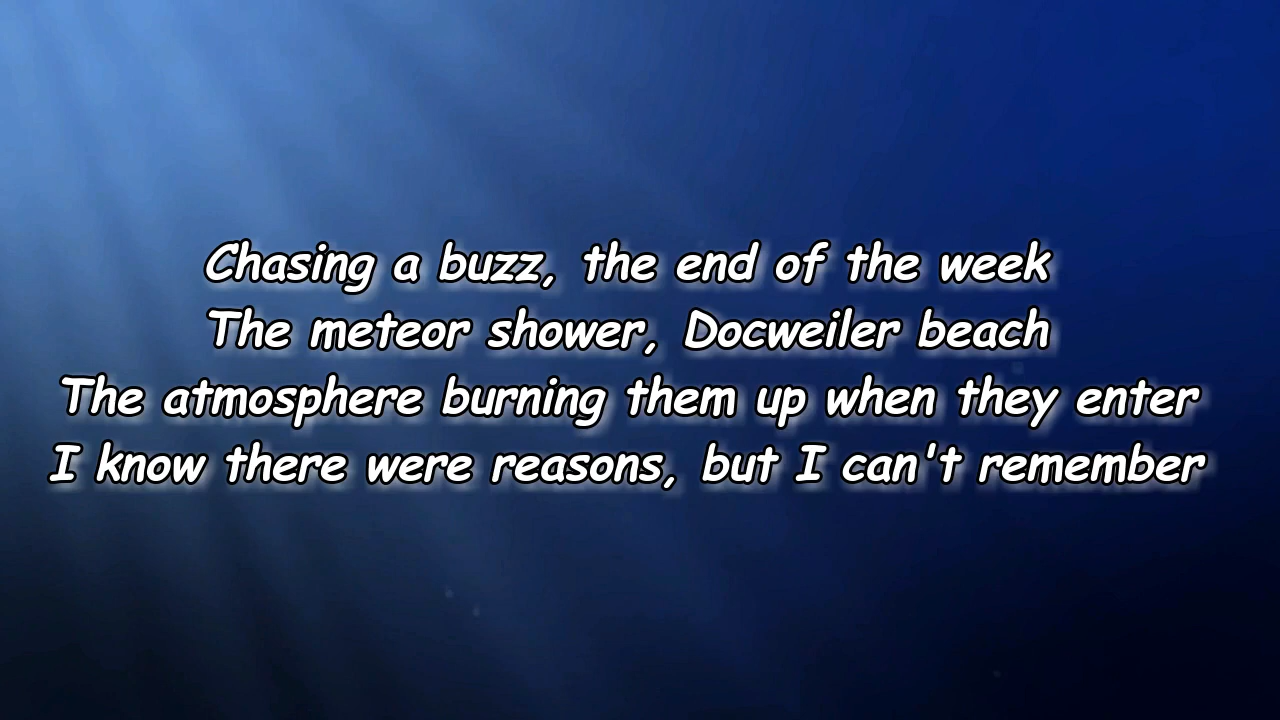 Chasing a buzz, the end of the week
The meteor shower, Docweiler beach
The atmosphere burning them up when they enter
I know there were reasons, but I can't remember